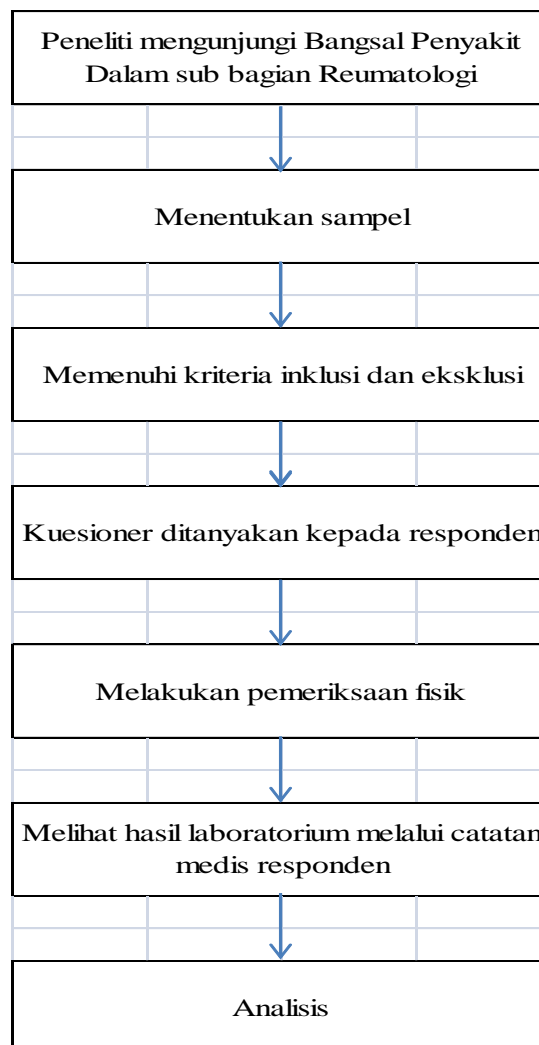 Peneliti mengunjungi Bangsal Penyakit
Dalam sub bagian Reumatologi
Menentukan sampel
Memenuhi kriteria inklusi dan eksklusi
Kuesioner ditanyakan kepada responden
Melakukan pemeriksaan fisik
Melihat hasil laboratorium melalui catatan
medis responden
Analisis